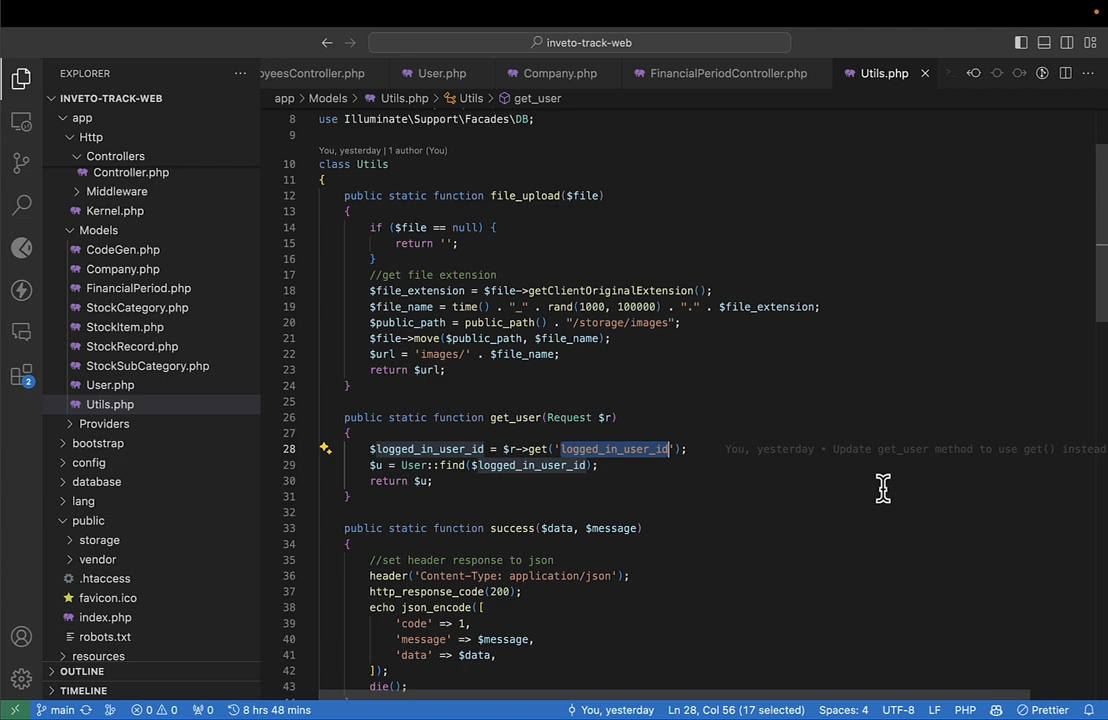 inveto-track-web
EXPLORER
oyeesController.php
User.php
Company.php
FinancialPeriodController.php
Utils.php
INVETO-TRACK-WEB
app > Models > Utils.php > Utils > get_user
app
Http
Controllers
Controller.php
Middleware
Kernel.php
Models
CodeGen.php
Company.php
FinancialPeriod.php
StockCategory.php
StockItem.php
StockRecord.php
StockSubCategory.php
User.php
Utils.php
Providers
bootstrap
config
database
lang
public
storage
vendor
.htaccess
favicon.ico
index.php
robots.txt
resources
OUTLINE
TIMELINE
2
8 use Illuminate\Support\Facades\DB;
9
You, yesterday | 1 author (You)
10 class Utils
11 {
12 public static function file_upload($file)
13 {
14 if ($file == null) {
15 return '';
16 }
17 //get file extension
18 $file_extension = $file->getClientOriginalExtension();
19 $file_name = time() . "_" . rand(1000, 100000) . "." . $file_extension;
20 $public_path = public_path() . "/storage/images";
21 $file->move($public_path, $file_name);
22 $url = 'images/' . $file_name;
23 return $url;
24 }
25
26 public static function get_user(Request $r)
27 {
28 $logged_in_user_id = $r->get('logged_in_user_id'); You, yesterday • Update get_user method to use get() instead
29 $u = User::find($logged_in_user_id);
30 return $u;
31 }
32
33 public static function success($data, $message)
34 {
35 //set header response to json
36 header('Content-Type: application/json');
37 http_response_code(200);
38 echo json_encode([
39 'code' => 1,
40 'message' => $message,
41 'data' => $data,
42 ]);
43 die();
main 0 0 0 8 hrs 48 mins You, yesterday Ln 28, Col 56 (17 selected) Spaces: 4 UTF-8 LF PHP Prettier